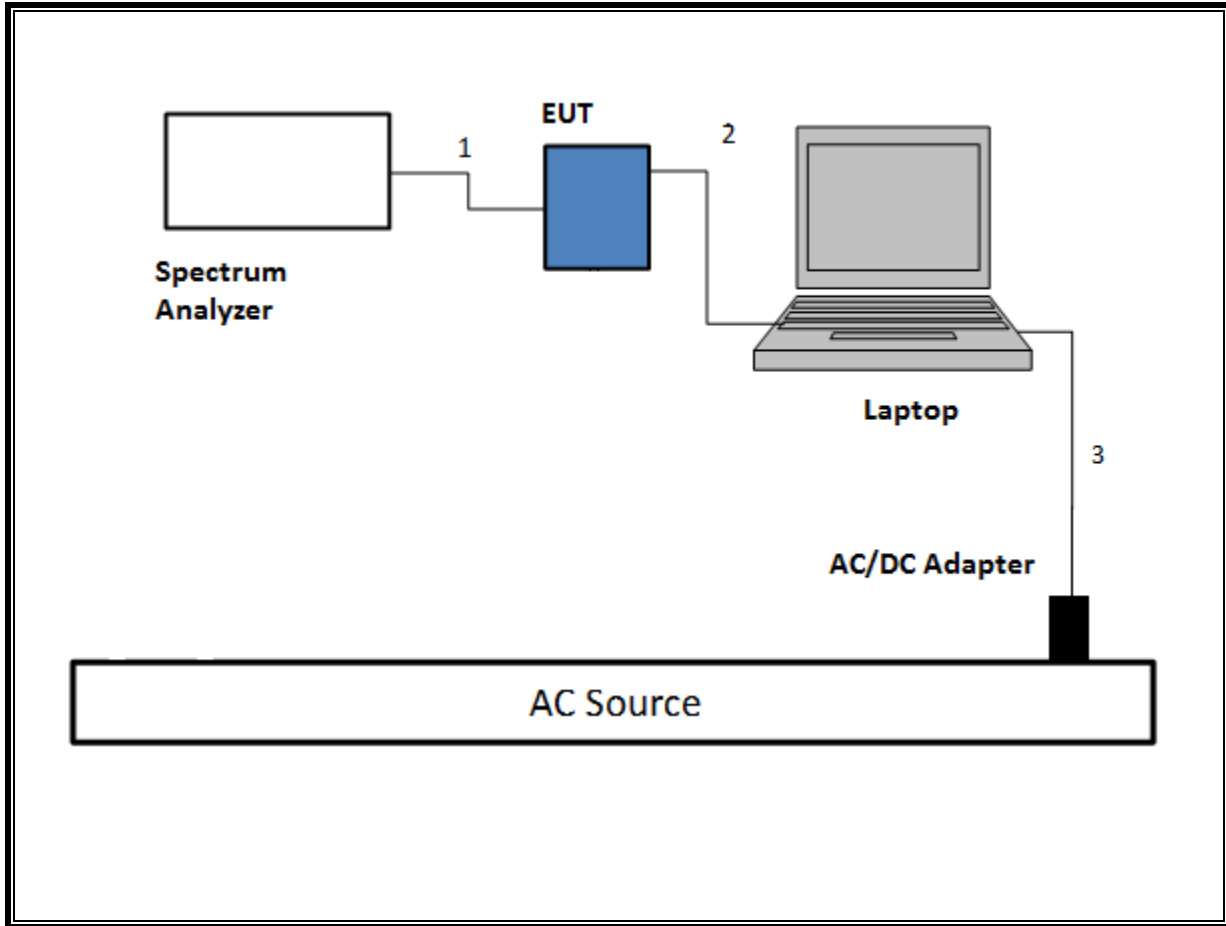 EUT
1
2
Spectrum
Analyzer
Laptop
3
AC/DC Adapter
AC Source